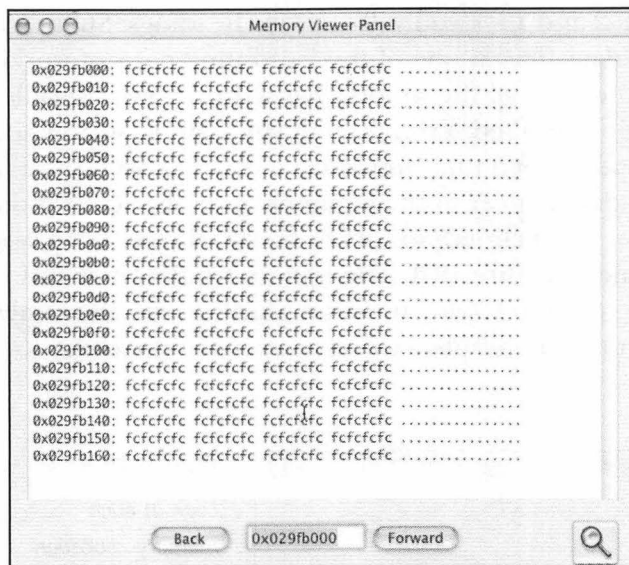 Memory Viewer Panel
0x029fb000: fcfcfcfc fcfcfcfc fcfcfcfc fcfcfcfc ................
0x029fb010: fcfcfcfc fcfcfcfc fcfcfcfc fcfcfcfc ................
0x029fb020: fcfcfcfc fcfcfcfc fcfcfcfc fcfcfcfc ................
0x029fb030: fcfcfcfc fcfcfcfc fcfcfcfc fcfcfcfc ................
0x029fb040: fcfcfcfc fcfcfcfc fcfcfcfc fcfcfcfc ................
0x029fb050: fcfcfcfc fcfcfcfc fcfcfcfc fcfcfcfc ................
0x029fb060: fcfcfcfc fcfcfcfc fcfcfcfc fcfcfcfc ................
0x029fb070: fcfcfcfc fcfcfcfc fcfcfcfc fcfcfcfc ................
0x029fb080: fcfcfcfc fcfcfcfc fcfcfcfc fcfcfcfc ................
0x029fb090: fcfcfcfc fcfcfcfc fcfcfcfc fcfcfcfc ................
0x029fb0a0: fcfcfcfc fcfcfcfc fcfcfcfc fcfcfcfc ................
0x029fb0b0: fcfcfcfc fcfcfcfc fcfcfcfc fcfcfcfc ................
0x029fb0c0: fcfcfcfc fcfcfcfc fcfcfcfc fcfcfcfc ................
0x029fb0d0: fcfcfcfc fcfcfcfc fcfcfcfc fcfcfcfc ................
0x029fb0e0: fcfcfcfc fcfcfcfc fcfcfcfc fcfcfcfc ................
0x029fb0f0: fcfcfcfc fcfcfcfc fcfcfcfc fcfcfcfc ................
0x029fb100: fcfcfcfc fcfcfcfc fcfcfcfc fcfcfcfc ................
0x029fb110: fcfcfcfc fcfcfcfc fcfcfcfc fcfcfcfc ................
0x029fb120: fcfcfcfc fcfcfcfc fcfcfcfc fcfcfcfc ................
0x029fb130: fcfcfcfc fcfcfcfc fcfcfcfc fcfcfcfc ................
0x029fb140: fcfcfcfc fcfcfcfc fcfcfcfc fcfcfcfc ................
0x029fb150: fcfcfcfc fcfcfcfc fcfcfcfc fcfcfcfc ................
0x029fb160: fcfcfcfc fcfcfcfc fcfcfcfc fcfcfcfc ................
Back 0x029fb000 Forward